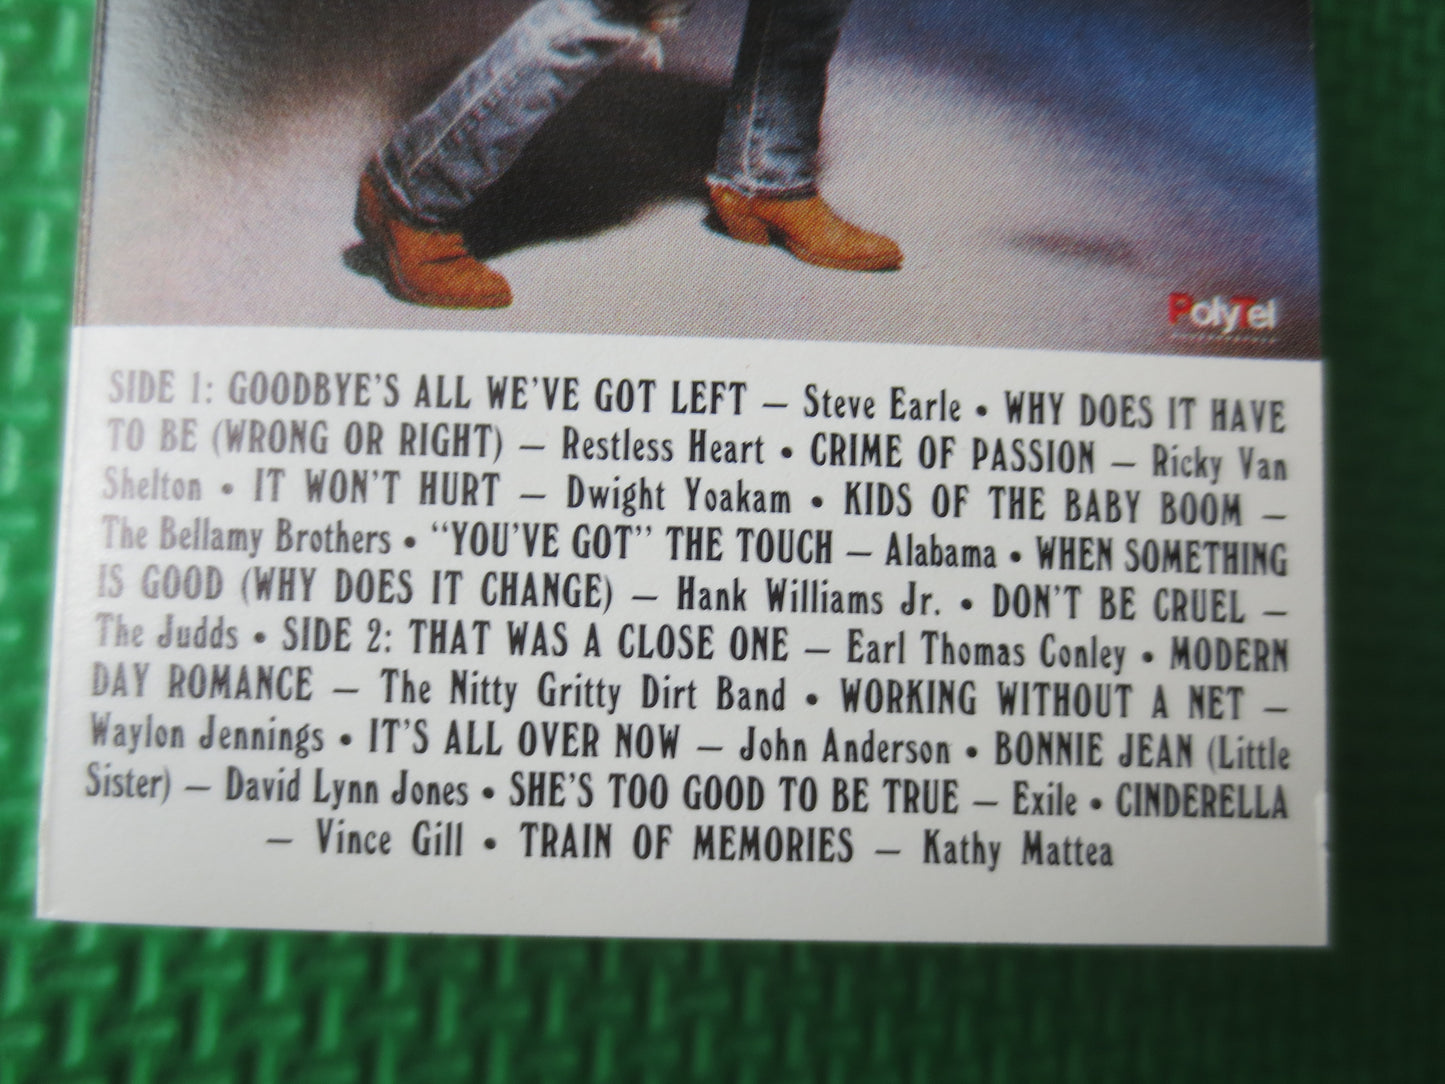 PolyTel
SIDE 1: GOODBYE'S ALL WE'VE GOT LEFT — Steve Earle • WHY DOES IT HAVE
TO BE (WRONG OR RIGHT) — Restless Heart • CRIME OF PASSION — Ricky Van
Shelton • IT WON'T HURT — Dwight Yoakam • KIDS OF THE BABY BOOM —
The Bellamy Brothers • “YOU'VE GOT” THE TOUCH — Alabama • WHEN SOMETHING
IS GOOD (WHY DOES IT CHANGE) — Hank Williams Jr. • DON'T BE CRUEL —
The Judds • SIDE 2: THAT WAS A CLOSE ONE — Earl Thomas Conley • MODERN
DAY ROMANCE — The Nitty Gritty Dirt Band • WORKING WITHOUT A NET —
Waylon Jennings • IT'S ALL OVER NOW — John Anderson • BONNIE JEAN (Little
Sister) — David Lynn Jones • SHE'S TOO GOOD TO BE TRUE — Exile • CINDERELLA
— Vince Gill • TRAIN OF MEMORIES — Kathy Mattea